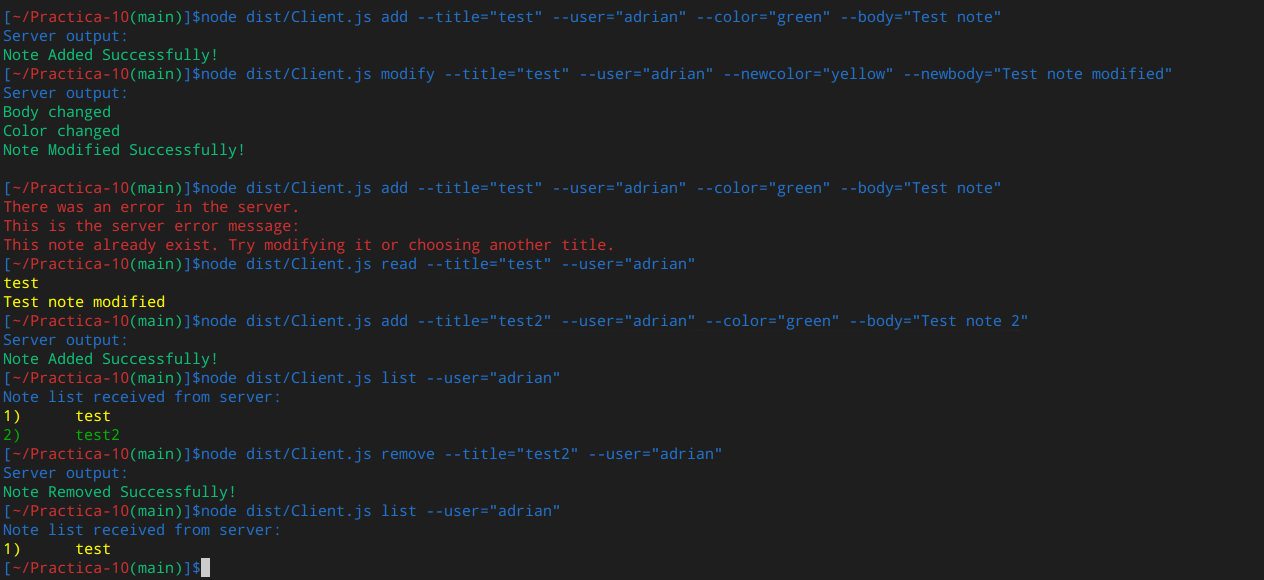 [~/Practica-10(main)]$node dist/Client.js add --title="test" --user="adrian" --color="green" --body="Test note"
Server output:
Note Added Successfully!
[~/Practica-10(main)]$node dist/Client.js modify --title="test" --user="adrian" --newcolor="yellow" --newbody="Test note modified"
Server output:
Body changed
Color changed
Note Modified Successfully!
[~/Practica-10(main)]$node dist/Client.js add --title="test" --user="adrian" --color="green" --body="Test note"
There was an error in the server.
This is the server error message:
This note already exist. Try modifying it or choosing another title.
[~/Practica-10(main)]$node dist/Client.js read --title="test" --user="adrian"
test
Test note modified
[~/Practica-10(main)]$node dist/Client.js add --title="test2" --user="adrian" --color="green" --body="Test note 2"
Server output:
Note Added Successfully!
[~/Practica-10(main)]$node dist/Client.js list --user="adrian"
Note list received from server:
1)      test
2)      test2
[~/Practica-10(main)]$node dist/Client.js remove --title="test2" --user="adrian"
Server output:
Note Removed Successfully!
[~/Practica-10(main)]$node dist/Client.js list --user="adrian"
Note list received from server:
1)      test
[~/Practica-10(main)]$